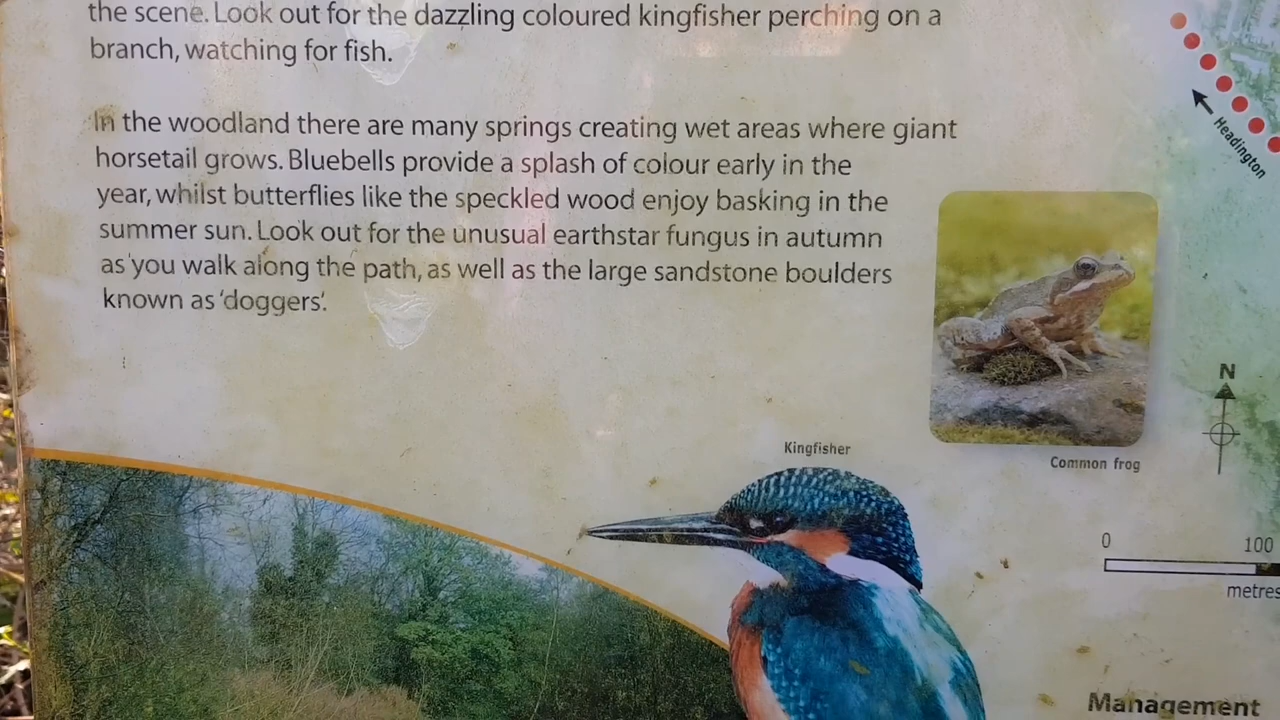 the scene. Look out for the dazzling coloured kingfisher perching on a
branch, watching for fish.
In the woodland there are many springs creating wet areas where giant
horsetail grows. Bluebells provide a splash of colour early in the
year, whilst butterflies like the speckled wood enjoy basking in the
summer sun. Look out for the unusual earthstar fungus in autumn
as you walk along the path, as well as the large sandstone boulders
known as 'doggers'.
Headington
N
Kingfisher
Common frog
0 100
metres
Management